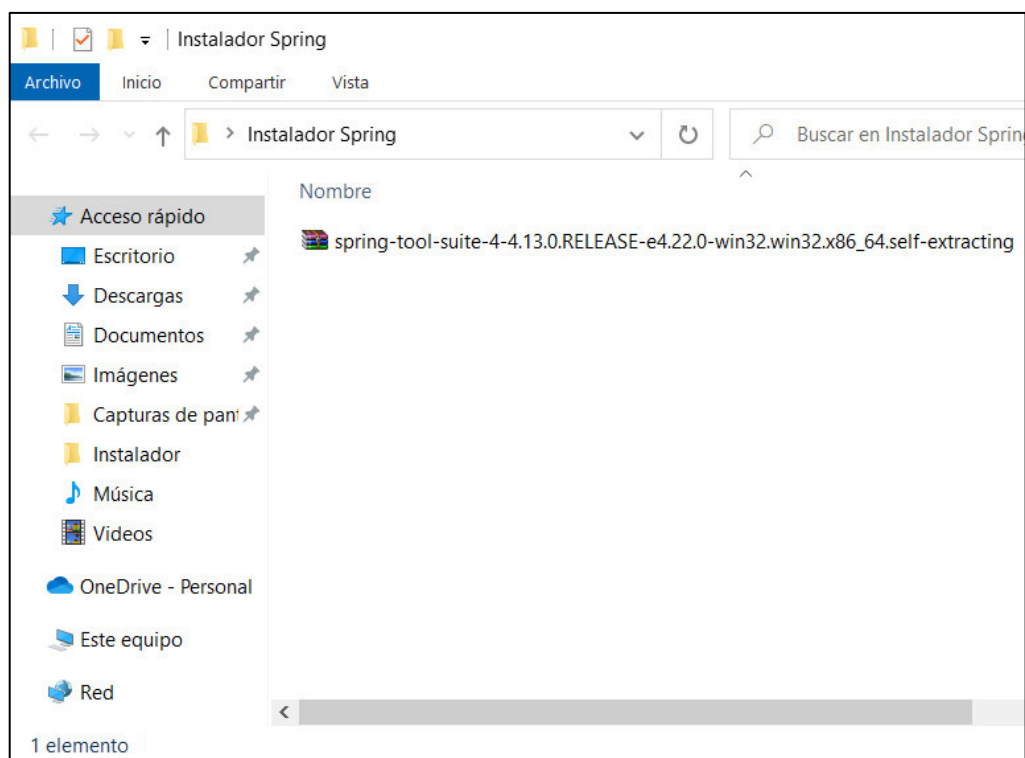 Instalador Spring
Archivo Inicio Compartir Vista
Instalador Spring Buscar en Instalador Spring
Nombre
Acceso rápido
spring-tool-suite-4-4.13.0.RELEASE-e4.22.0-win32.win32.x86_64.self-extracting
Escritorio
Descargas
Documentos
Imágenes
Capturas de pant
Instalador
Música
Videos
OneDrive - Personal
Este equipo
Red
1 elemento